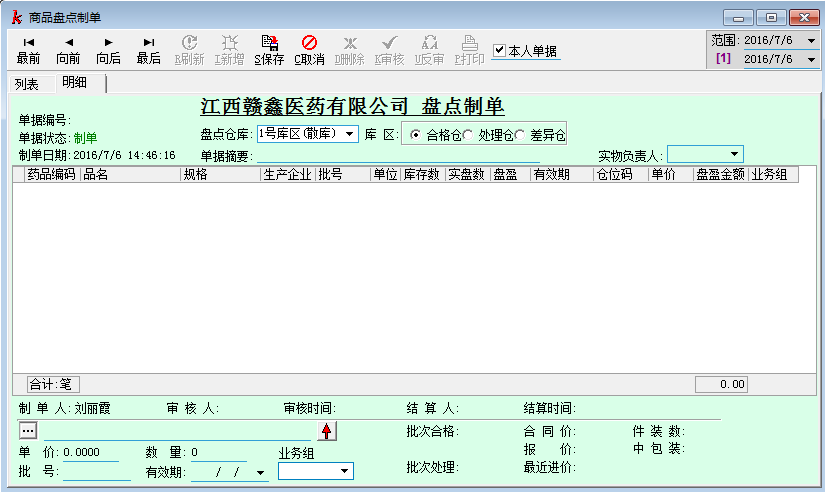 商品盘点制单
最前 向前 向后 最后 R刷新 I新增 S保存 C取消 D删除 K审核 U反审 P打印 本人单据 范围: 2016/7/6
[1] 2016/7/6
列表 明细
江西赣鑫医药有限公司 盘点制单
单据编号:
单据状态: 制单 盘点仓库: 1号库区(散库) 库 区: 合格仓 处理仓 差异仓
制单日期: 2016/7/6 14:46:16 单据摘要: 实物负责人:
药品编码 品名 规格 生产企业 批号 单位 库存数 实盘数 盘盈 有效期 仓位码 单价 盘盈金额 业务组
合计:笔 0.00
制 单 人: 刘丽霞 审 核 人: 审核时间: 结 算 人: 结算时间:
... 批次合格: 合 同 价: 件 装 数:
单 价: 0.0000 数 量: 0 业务组 报 价: 中 包 装:
批 号: 有效期: / / 批次处理: 最近进价: